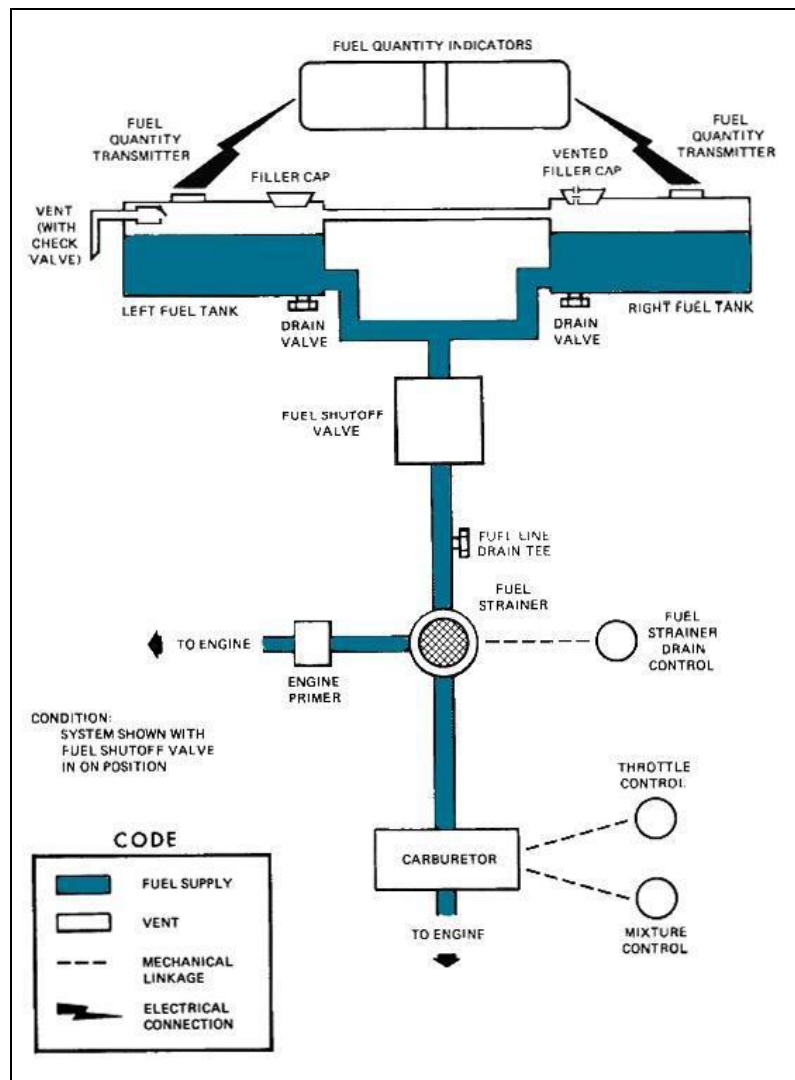 FUEL QUANTITY INDICATORS
FUEL
QUANTITY
TRANSMITTER
FUEL
QUANTITY
TRANSMITTER
FILLER CAP
VENTED
FILLER CAP
VENT
(WITH
CHECK
VALVE)
LEFT FUEL TANK
DRAIN
VALVE
DRAIN
VALVE
RIGHT FUEL TANK
FUEL SHUTOFF
VALVE
FUEL LINE
DRAIN TEE
FUEL
STRAINER
TO ENGINE
ENGINE
PRIMER
FUEL
STRAINER
DRAIN
CONTROL
CONDITION:
SYSTEM SHOWN WITH
FUEL SHUTOFF VALVE
IN ON POSITION
THROTTLE
CONTROL
CARBURETOR
TO ENGINE
MIXTURE
CONTROL
CODE
FUEL SUPPLY
VENT
MECHANICAL
LINKAGE
ELECTRICAL
CONNECTION